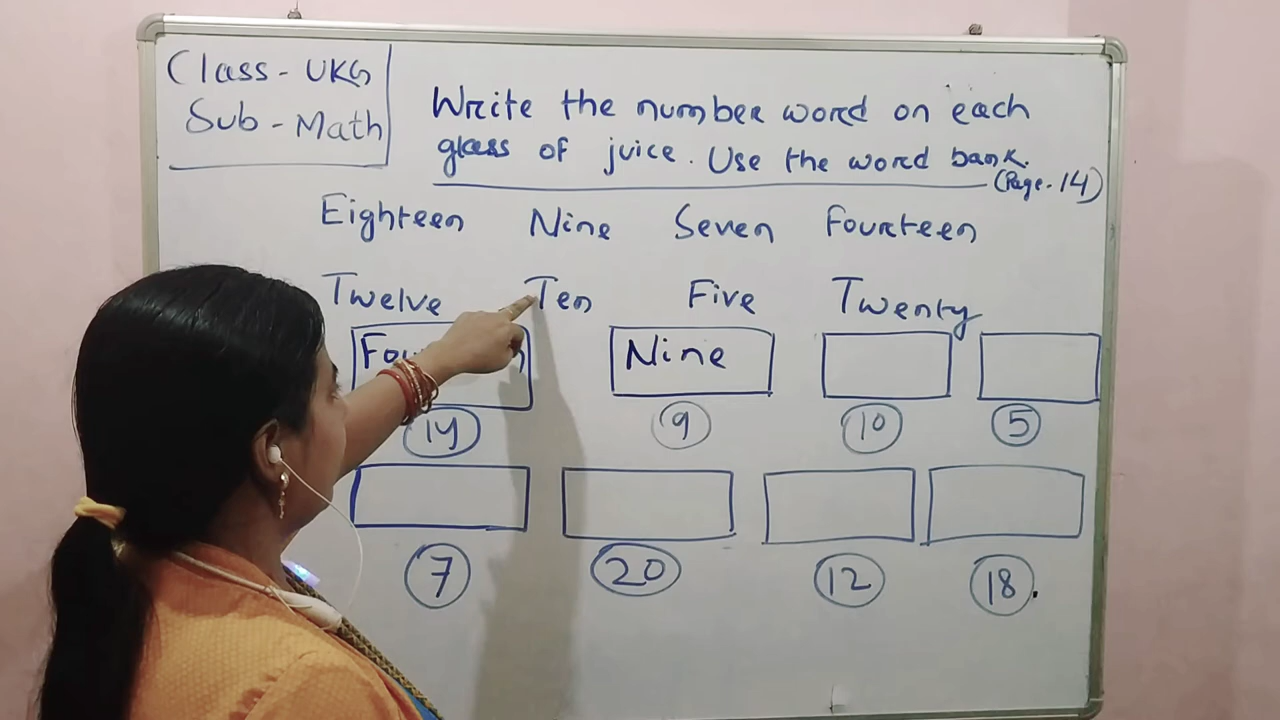 Class - UKG
Sub - Math
Write the number word on each
glass of juice. Use the word bank.
(Page - 14)
Eighteen Nine Seven Fourteen
Twelve Ten Five Twenty
Nine
14 9 10 5
7 20 12 18.